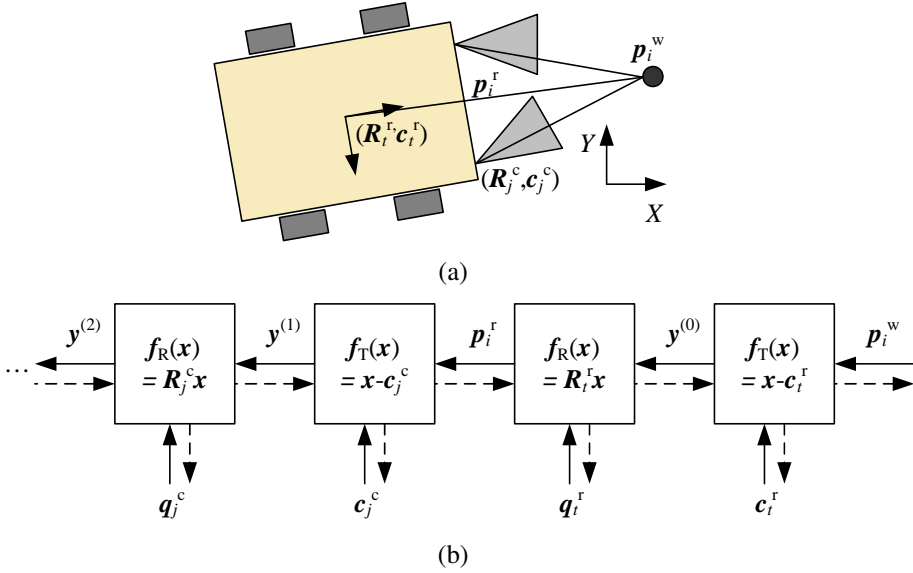 p_i^w
p_i^r
(R_t^r, c_t^r)
Y
(R_j^c, c_j^c)
X
(a)
y^(2) y^(1) p_i^r y^(0) p_i^w
f_R(x) f_T(x) f_R(x) f_T(x)
... = R_j^c x = x-c_j^c = R_t^r x = x-c_t^r
q_j^c c_j^c q_t^r c_t^r
(b)